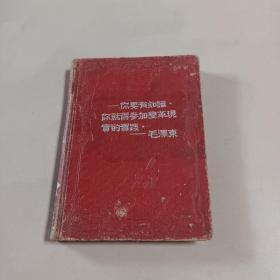 —你要有知識，
你就得參加變革現
實的實踐。
——毛澤東